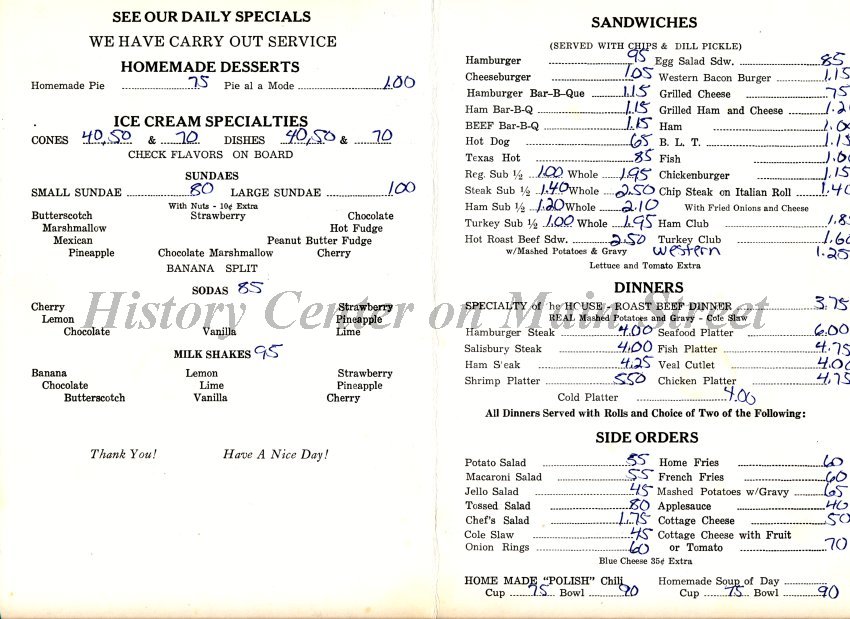 SEE OUR DAILY SPECIALS
WE HAVE CARRY OUT SERVICE
HOMEMADE DESSERTS
Homemade Pie 75 Pie al a Mode 1.00
ICE CREAM SPECIALTIES
CONES 40,50 & 70 DISHES 40,50 & 70
CHECK FLAVORS ON BOARD
SUNDAES
SMALL SUNDAE 80 LARGE SUNDAE 100
With Nuts - 10¢ Extra
Butterscotch Strawberry Chocolate
Marshmallow Hot Fudge
Mexican Peanut Butter Fudge
Pineapple Chocolate Marshmallow Cherry
BANANA SPLIT
SODAS 85
Cherry Strawberry
Lemon Pineapple
Chocolate Vanilla Lime
MILK SHAKES 95
Banana Lemon Strawberry
Chocolate Lime Pineapple
Butterscotch Vanilla Cherry
Thank You! Have A Nice Day!
SANDWICHES
(SERVED WITH CHIPS & DILL PICKLE)
Hamburger 95 Egg Salad Sdw. 85
Cheeseburger 105 Western Bacon Burger 1.15
Hamburger Bar-B-Que 1.15 Grilled Cheese 75
Ham Bar-B-Q 1.15 Grilled Ham and Cheese
BEEF Bar-B-Q 1.15 Ham
Hot Dog 65 B. L. T. 1.15
Texas Hot 85 Fish
Reg. Sub ½ 1.00 Whole 1.95 Chickenburger 1.15
Steak Sub ½ 1.40 Whole 2.50 Chip Steak on Italian Roll 1.40
Ham Sub ½ 1.20 Whole 2.10 With Fried Onions and Cheese
Turkey Sub ½ 1.00 Whole 1.95 Ham Club
Hot Roast Beef Sdw. 2.50 Turkey Club
w/Mashed Potatoes & Gravy Western 1.25
Lettuce and Tomato Extra
DINNERS
SPECIALTY of he HOUSE - ROAST BEEF DINNER 3.75
REAL Mashed Potatoes and Gravy - Cole Slaw
Hamburger Steak 4.00 Seafood Platter 6.00
Salisbury Steak 4.00 Fish Platter 4.75
Ham S'eak 4.25 Veal Cutlet 4.00
Shrimp Platter 550 Chicken Platter 4.75
Cold Platter 4.00
All Dinners Served with Rolls and Choice of Two of the Following:
SIDE ORDERS
Potato Salad 55 Home Fries 60
Macaroni Salad 55 French Fries 60
Jello Salad 45 Mashed Potatoes w/Gravy 65
Tossed Salad 80 Applesauce 40
Chef's Salad 1.75 Cottage Cheese 50
Cole Slaw 45 Cottage Cheese with Fruit
Onion Rings 60 or Tomato 70
Blue Cheese 35¢ Extra
HOME MADE "POLISH" Chili Homemade Soup of Day
Cup 75 Bowl 90 Cup 75 Bowl 90
History Center on Main Street